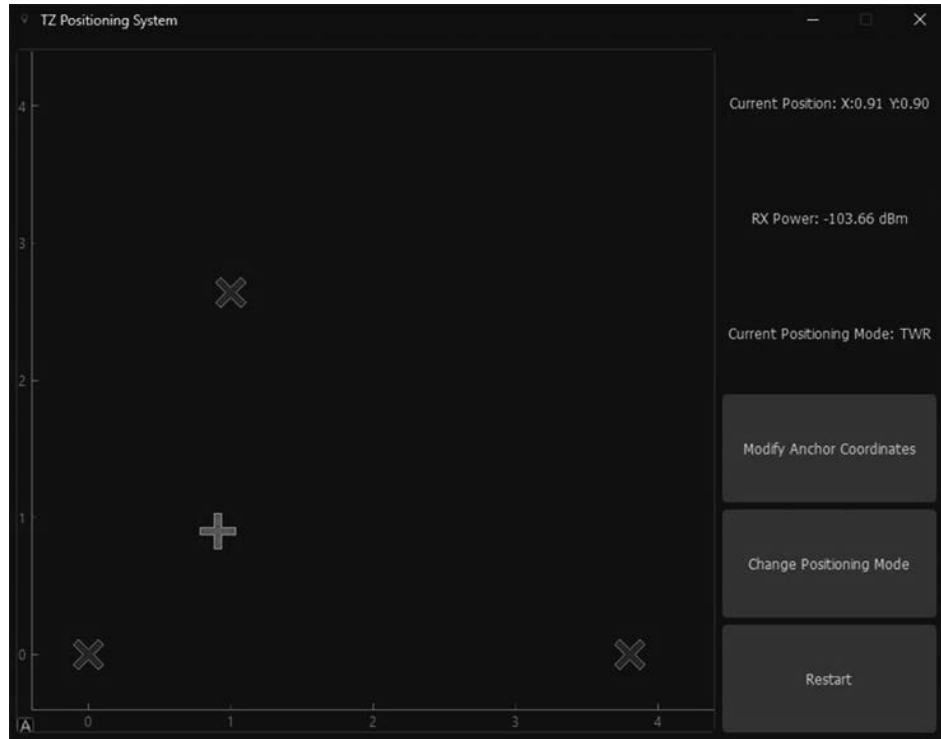 TZ Positioning System
4
3
2
1
0
A
0
1
2
3
4
Current Position: X:0.91 Y:0.90
RX Power: -103.66 dBm
Current Positioning Mode: TWR
Modify Anchor Coordinates
Change Positioning Mode
Restart